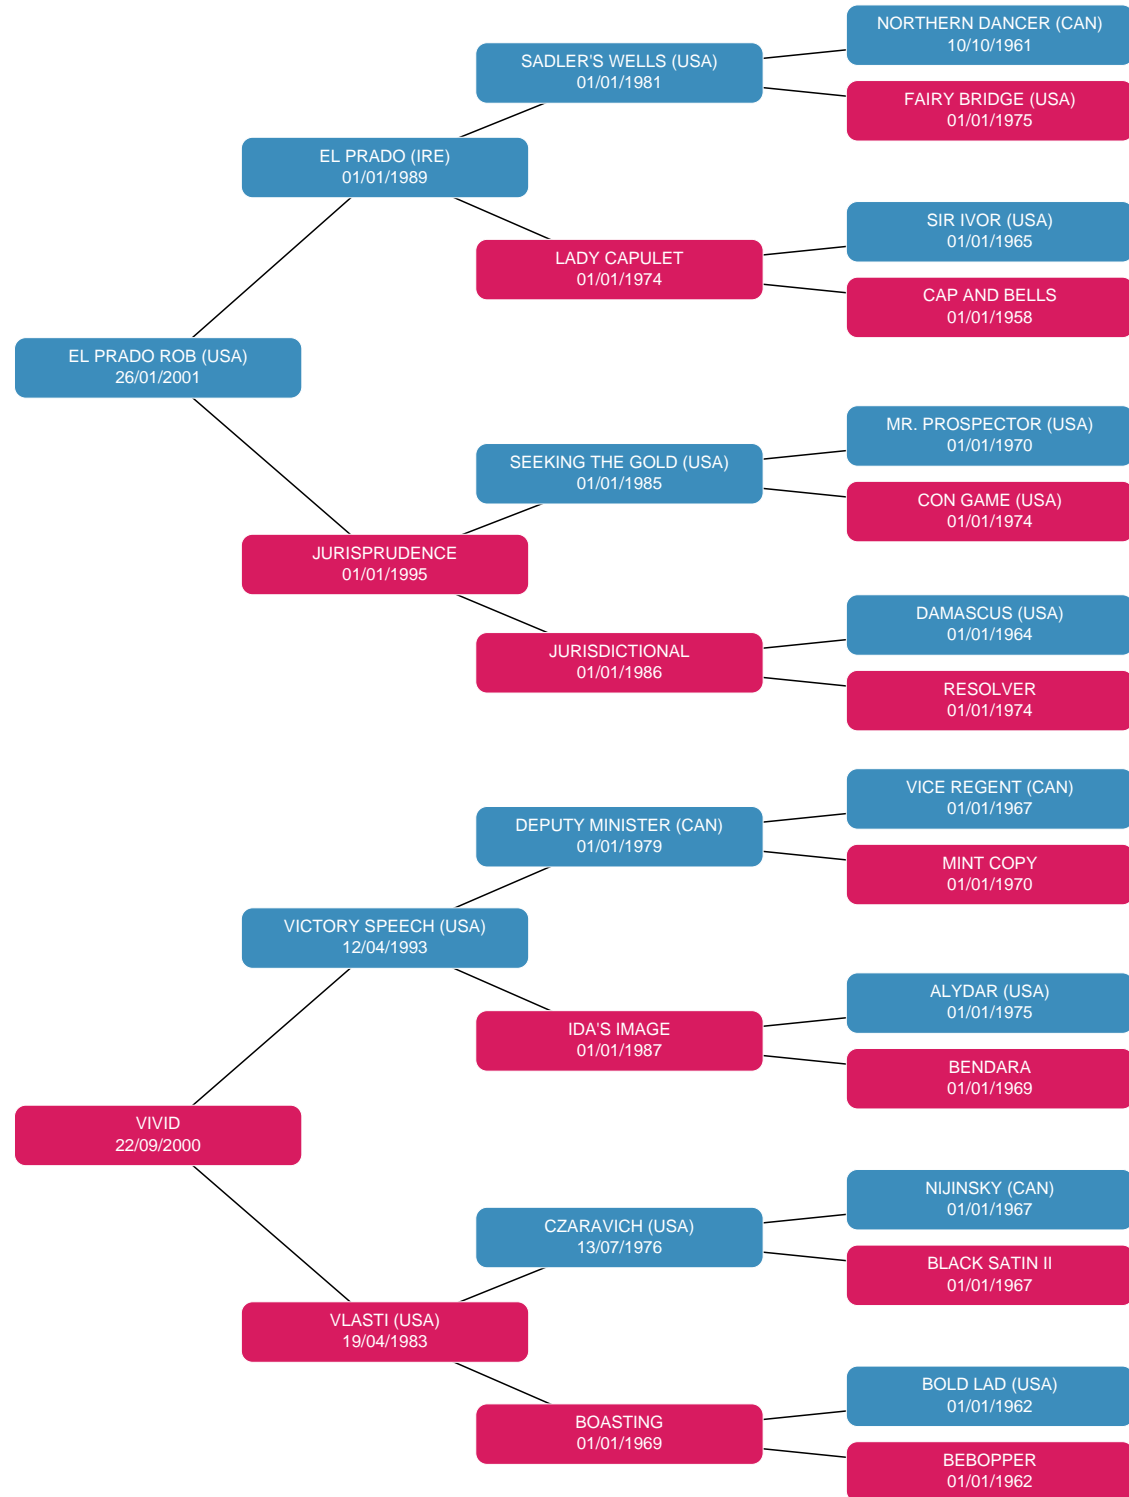 NORTHERN DANCER (CAN)
10/10/1961
SADLER'S WELLS (USA)
01/01/1981
FAIRY BRIDGE (USA)
01/01/1975
EL PRADO (IRE)
01/01/1989
SIR IVOR (USA)
01/01/1965
LADY CAPULET
01/01/1974
CAP AND BELLS
01/01/1958
EL PRADO ROB (USA)
26/01/2001
MR. PROSPECTOR (USA)
01/01/1970
SEEKING THE GOLD (USA)
01/01/1985
CON GAME (USA)
01/01/1974
JURISPRUDENCE
01/01/1995
DAMASCUS (USA)
01/01/1964
JURISDICTIONAL
01/01/1986
RESOLVER
01/01/1974
VICE REGENT (CAN)
01/01/1967
DEPUTY MINISTER (CAN)
01/01/1979
MINT COPY
01/01/1970
VICTORY SPEECH (USA)
12/04/1993
ALYDAR (USA)
01/01/1975
IDA'S IMAGE
01/01/1987
BENDARA
01/01/1969
VIVID
22/09/2000
NIJINSKY (CAN)
01/01/1967
CZARAVICH (USA)
13/07/1976
BLACK SATIN II
01/01/1967
VLASTI (USA)
19/04/1983
BOLD LAD (USA)
01/01/1962
BOASTING
01/01/1969
BEBOPPER
01/01/1962